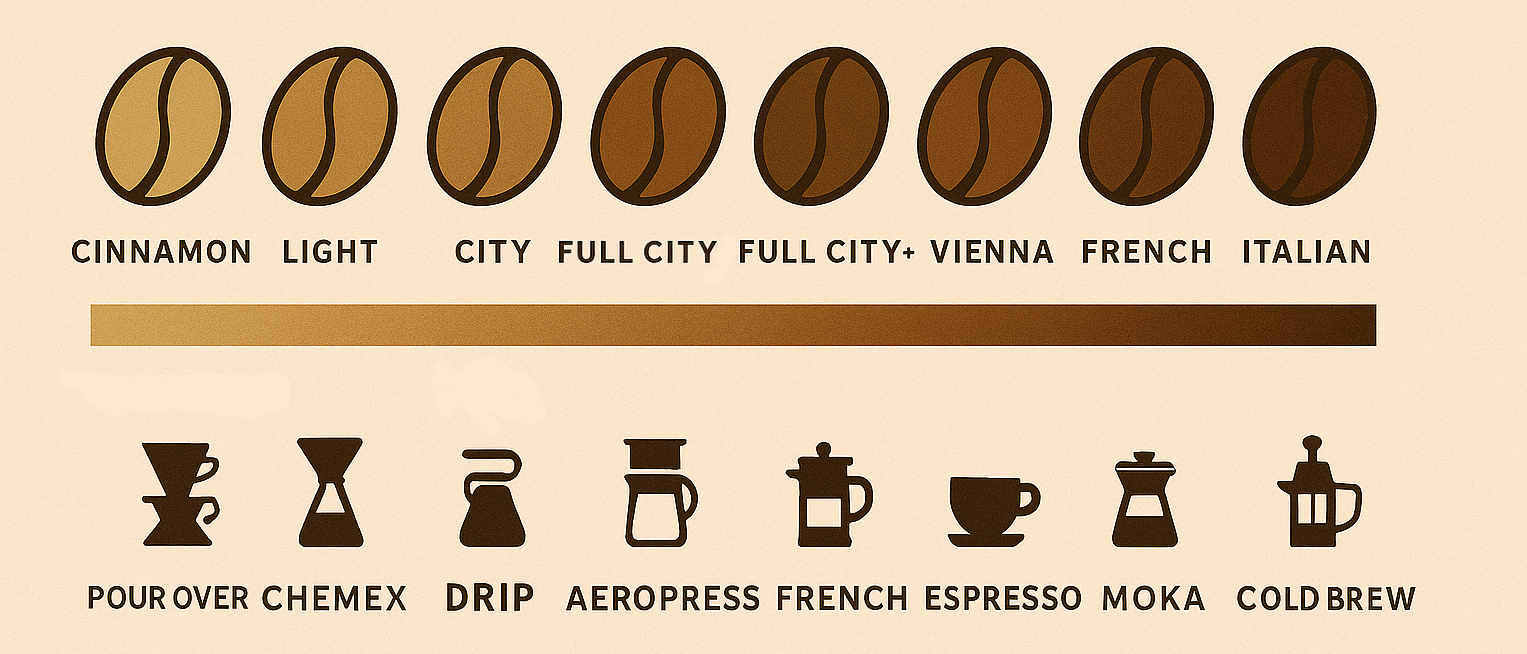 CINNAMON LIGHT CITY FULL CITY FULL CITY+ VIENNA FRENCH ITALIAN
POUR OVER CHEMEX DRIP AEROPRESS FRENCH ESPRESSO MOKA COLD BREW